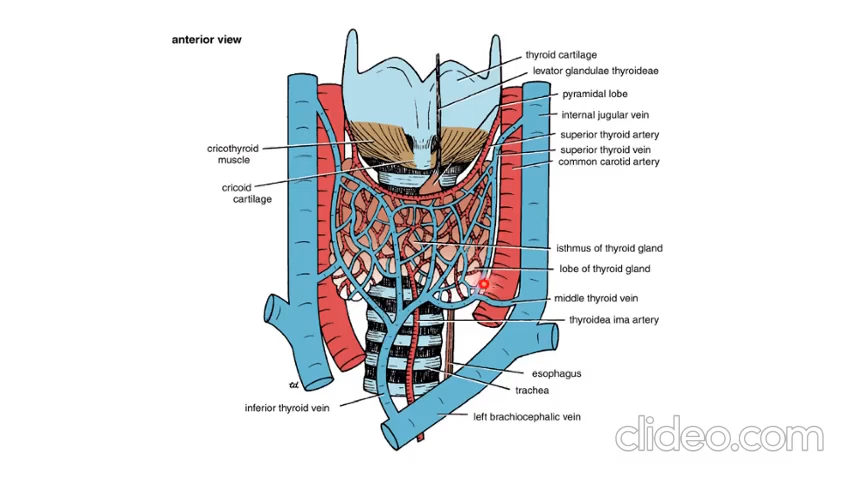 anterior view
thyroid cartilage
levator glandulae thyroideae
pyramidal lobe
internal jugular vein
superior thyroid artery
superior thyroid vein
common carotid artery
cricothyroid
muscle
cricoid
cartilage
isthmus of thyroid gland
lobe of thyroid gland
middle thyroid vein
thyroidea ima artery
esophagus
trachea
inferior thyroid vein
left brachiocephalic vein
clideo.com